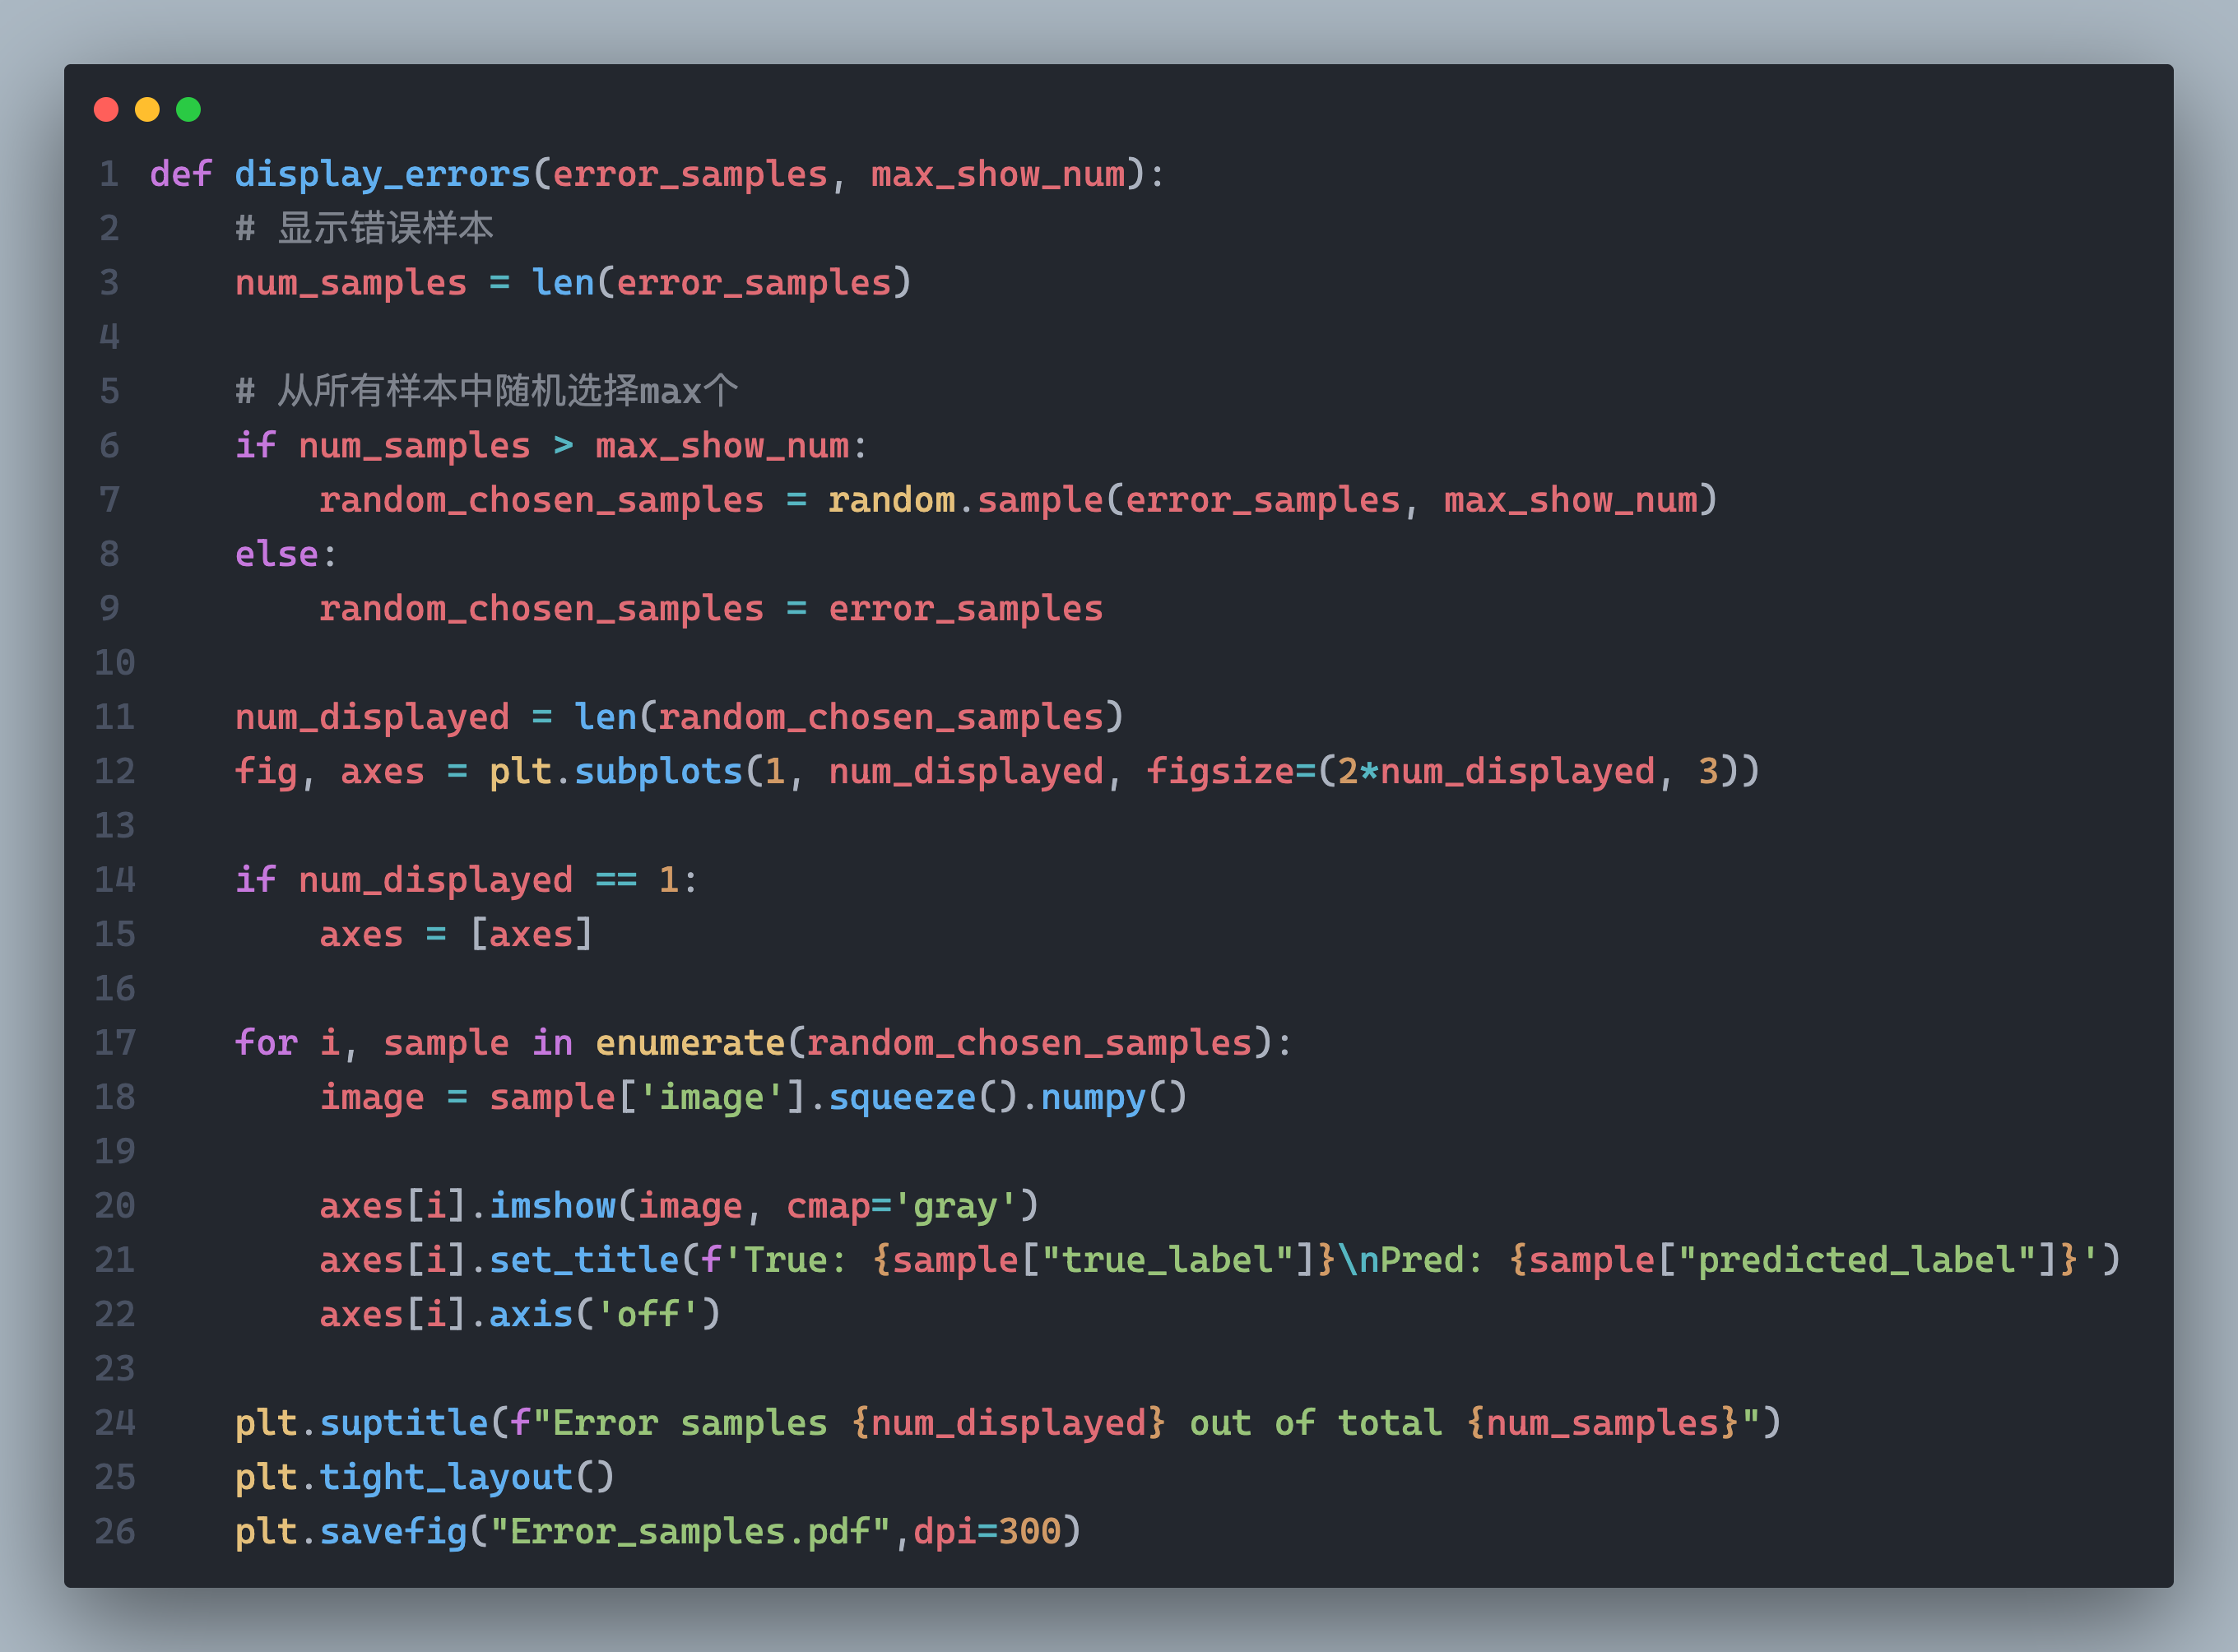 1 def display_errors(error_samples, max_show_num):
2     # 显示错误样本
3     num_samples = len(error_samples)
4
5     # 从所有样本中随机选择max个
6     if num_samples > max_show_num:
7         random_chosen_samples = random.sample(error_samples, max_show_num)
8     else:
9         random_chosen_samples = error_samples
10
11     num_displayed = len(random_chosen_samples)
12     fig, axes = plt.subplots(1, num_displayed, figsize=(2*num_displayed, 3))
13
14     if num_displayed == 1:
15         axes = [axes]
16
17     for i, sample in enumerate(random_chosen_samples):
18         image = sample['image'].squeeze().numpy()
19
20         axes[i].imshow(image, cmap='gray')
21         axes[i].set_title(f'True: {sample["true_label"]}\nPred: {sample["predicted_label"]}')
22         axes[i].axis('off')
23
24     plt.suptitle(f"Error samples {num_displayed} out of total {num_samples}")
25     plt.tight_layout()
26     plt.savefig("Error_samples.pdf",dpi=300)